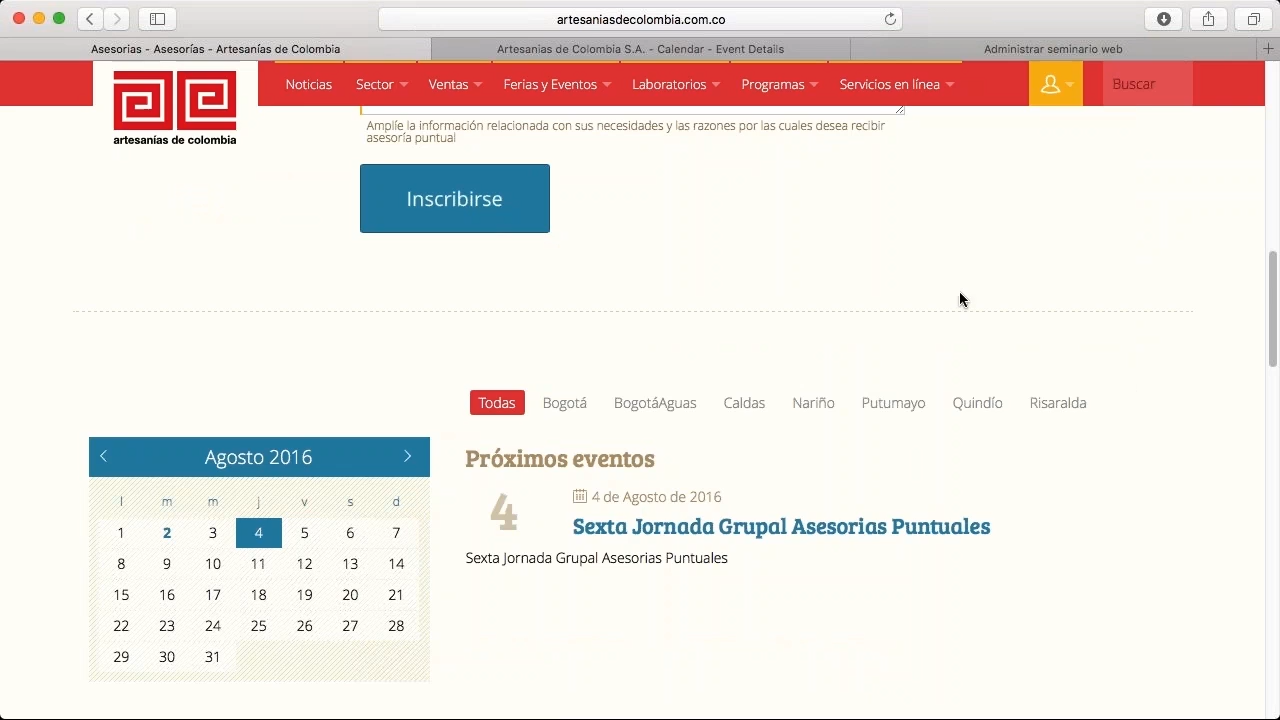 artesaniasdecolombia.com.co
Asesorias - Asesorías - Artesanías de Colombia
Artesanias de Colombia S.A. - Calendar - Event Details
Administrar seminario web
artesanías de colombia
Noticias Sector Ventas Ferias y Eventos Laboratorios Programas Servicios en línea Buscar
Amplíe la información relacionada con sus necesidades y las razones por las cuales desea recibir
asesoría puntual
Inscribirse
Todas Bogotá BogotáAguas Caldas Nariño Putumayo Quindío Risaralda
Agosto 2016
l m m j v s d
1 2 3 4 5 6 7
8 9 10 11 12 13 14
15 16 17 18 19 20 21
22 23 24 25 26 27 28
29 30 31
Próximos eventos
4
4 de Agosto de 2016
Sexta Jornada Grupal Asesorias Puntuales
Sexta Jornada Grupal Asesorias Puntuales